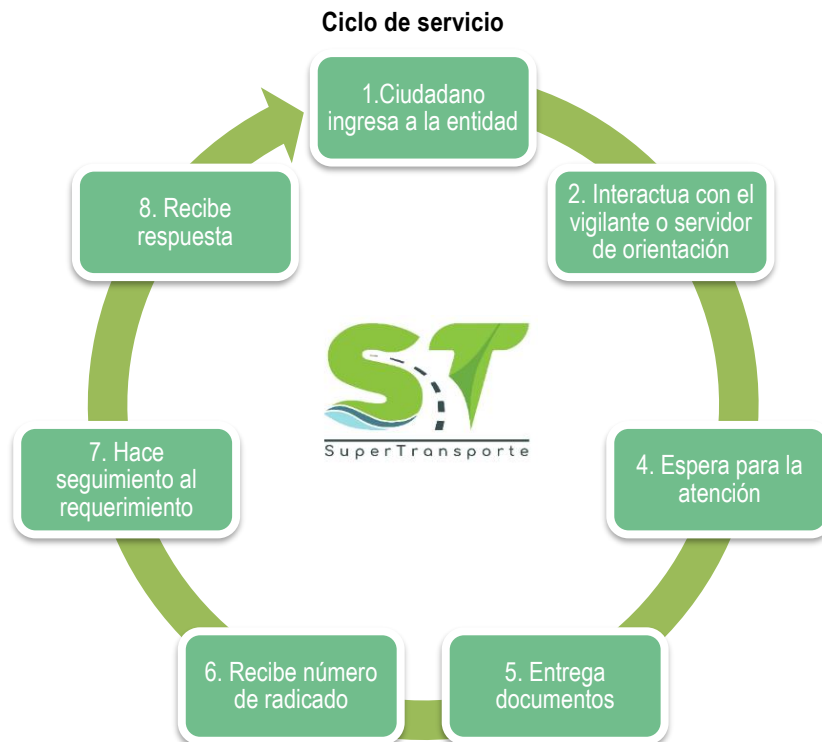 Ciclo de servicio
1.Ciudadano
ingresa a la entidad
2. Interactua con el
vigilante o servidor
de orientación
4. Espera para la
atención
5. Entrega
documentos
6. Recibe número
de radicado
7. Hace
seguimiento al
requerimiento
8. Recibe
respuesta
ST
SuperTransporte